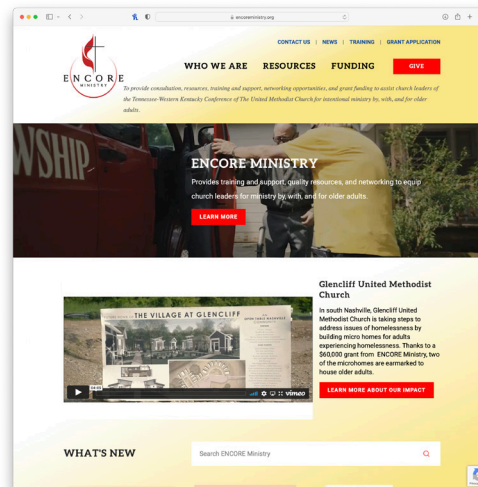 encoreministry.org
CONTACT US | NEWS | TRAINING | GRANT APPLICATION
WHO WE ARE RESOURCES FUNDING GIVE
ENCORE
MINISTRY
To provide consultation, resources, training and support, networking opportunities, and grant funding to assist church leaders of
the Tennessee-Western Kentucky Conference of The United Methodist Church for intentional ministry by, with, and for older
adults.
WSHIP
ENCORE MINISTRY
Provides training and support, quality resources, and networking to equip
church leaders for ministry by, with, and for older adults.
LEARN MORE
THE VILLAGE AT GLENCLIFF
vimeo
Glencliff United Methodist
Church
In south Nashville, Glencliff United
Methodist Church is taking steps to
address issues of homelessness by
building micro homes for adults
experiencing homelessness. Thanks to a
$60,000 grant from ENCORE Ministry, two
of the microhomes are earmarked to
house older adults.
LEARN MORE ABOUT OUR IMPACT
WHAT'S NEW
Search ENCORE Ministry